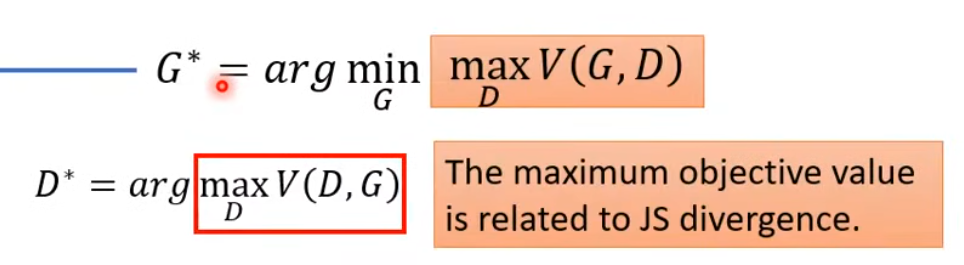 G* = arg min_G max_D V(G, D)
D* = arg max_D V(D, G)
The maximum objective value
is related to JS divergence.